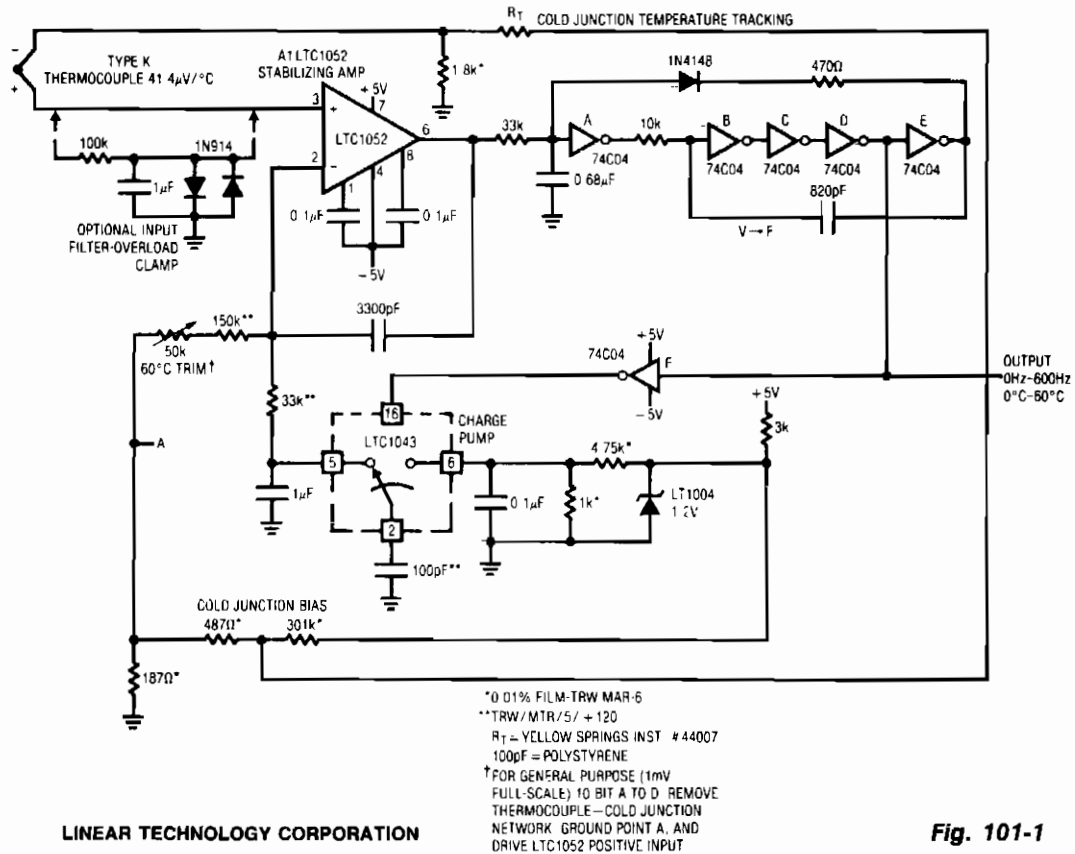 RT COLD JUNCTION TEMPERATURE TRACKING
TYPE K
THERMOCOUPLE 41 4µV/°C
−
+
A1 LTC1052
STABILIZING AMP
1 8k*
+5V
7
3
+
LTC1052
6
2
−
8
4
1
0 1µF
0 1µF
−5V
33k
0 68µF
1N4148
470Ω
A
74C04
10k
B
74C04
C
74C04
D
74C04
E
74C04
820pF
V→F
100k
1N914
1µF
OPTIONAL INPUT
FILTER-OVERLOAD
CLAMP
3300pF
150k**
50k
60°C TRIM†
33k**
A
74C04
+5V
F
−5V
OUTPUT
0Hz-600Hz
0°C-60°C
+5V
3k
16
CHARGE
PUMP
LTC1043
5
6
2
1µF
100pF**
0 1µF
1k*
4 75k*
LT1004
1 2V
COLD JUNCTION BIAS
487Ω*
301k*
187Ω*
*0 01% FILM-TRW MAR-6
**TRW/MTR/5/+120
RT = YELLOW SPRINGS INST #44007
100pF = POLYSTYRENE
†FOR GENERAL PURPOSE (1mV
FULL-SCALE) 10 BIT A TO D REMOVE
THERMOCOUPLE—COLD JUNCTION
NETWORK GROUND POINT A, AND
DRIVE LTC1052 POSITIVE INPUT
LINEAR TECHNOLOGY CORPORATION
Fig. 101-1